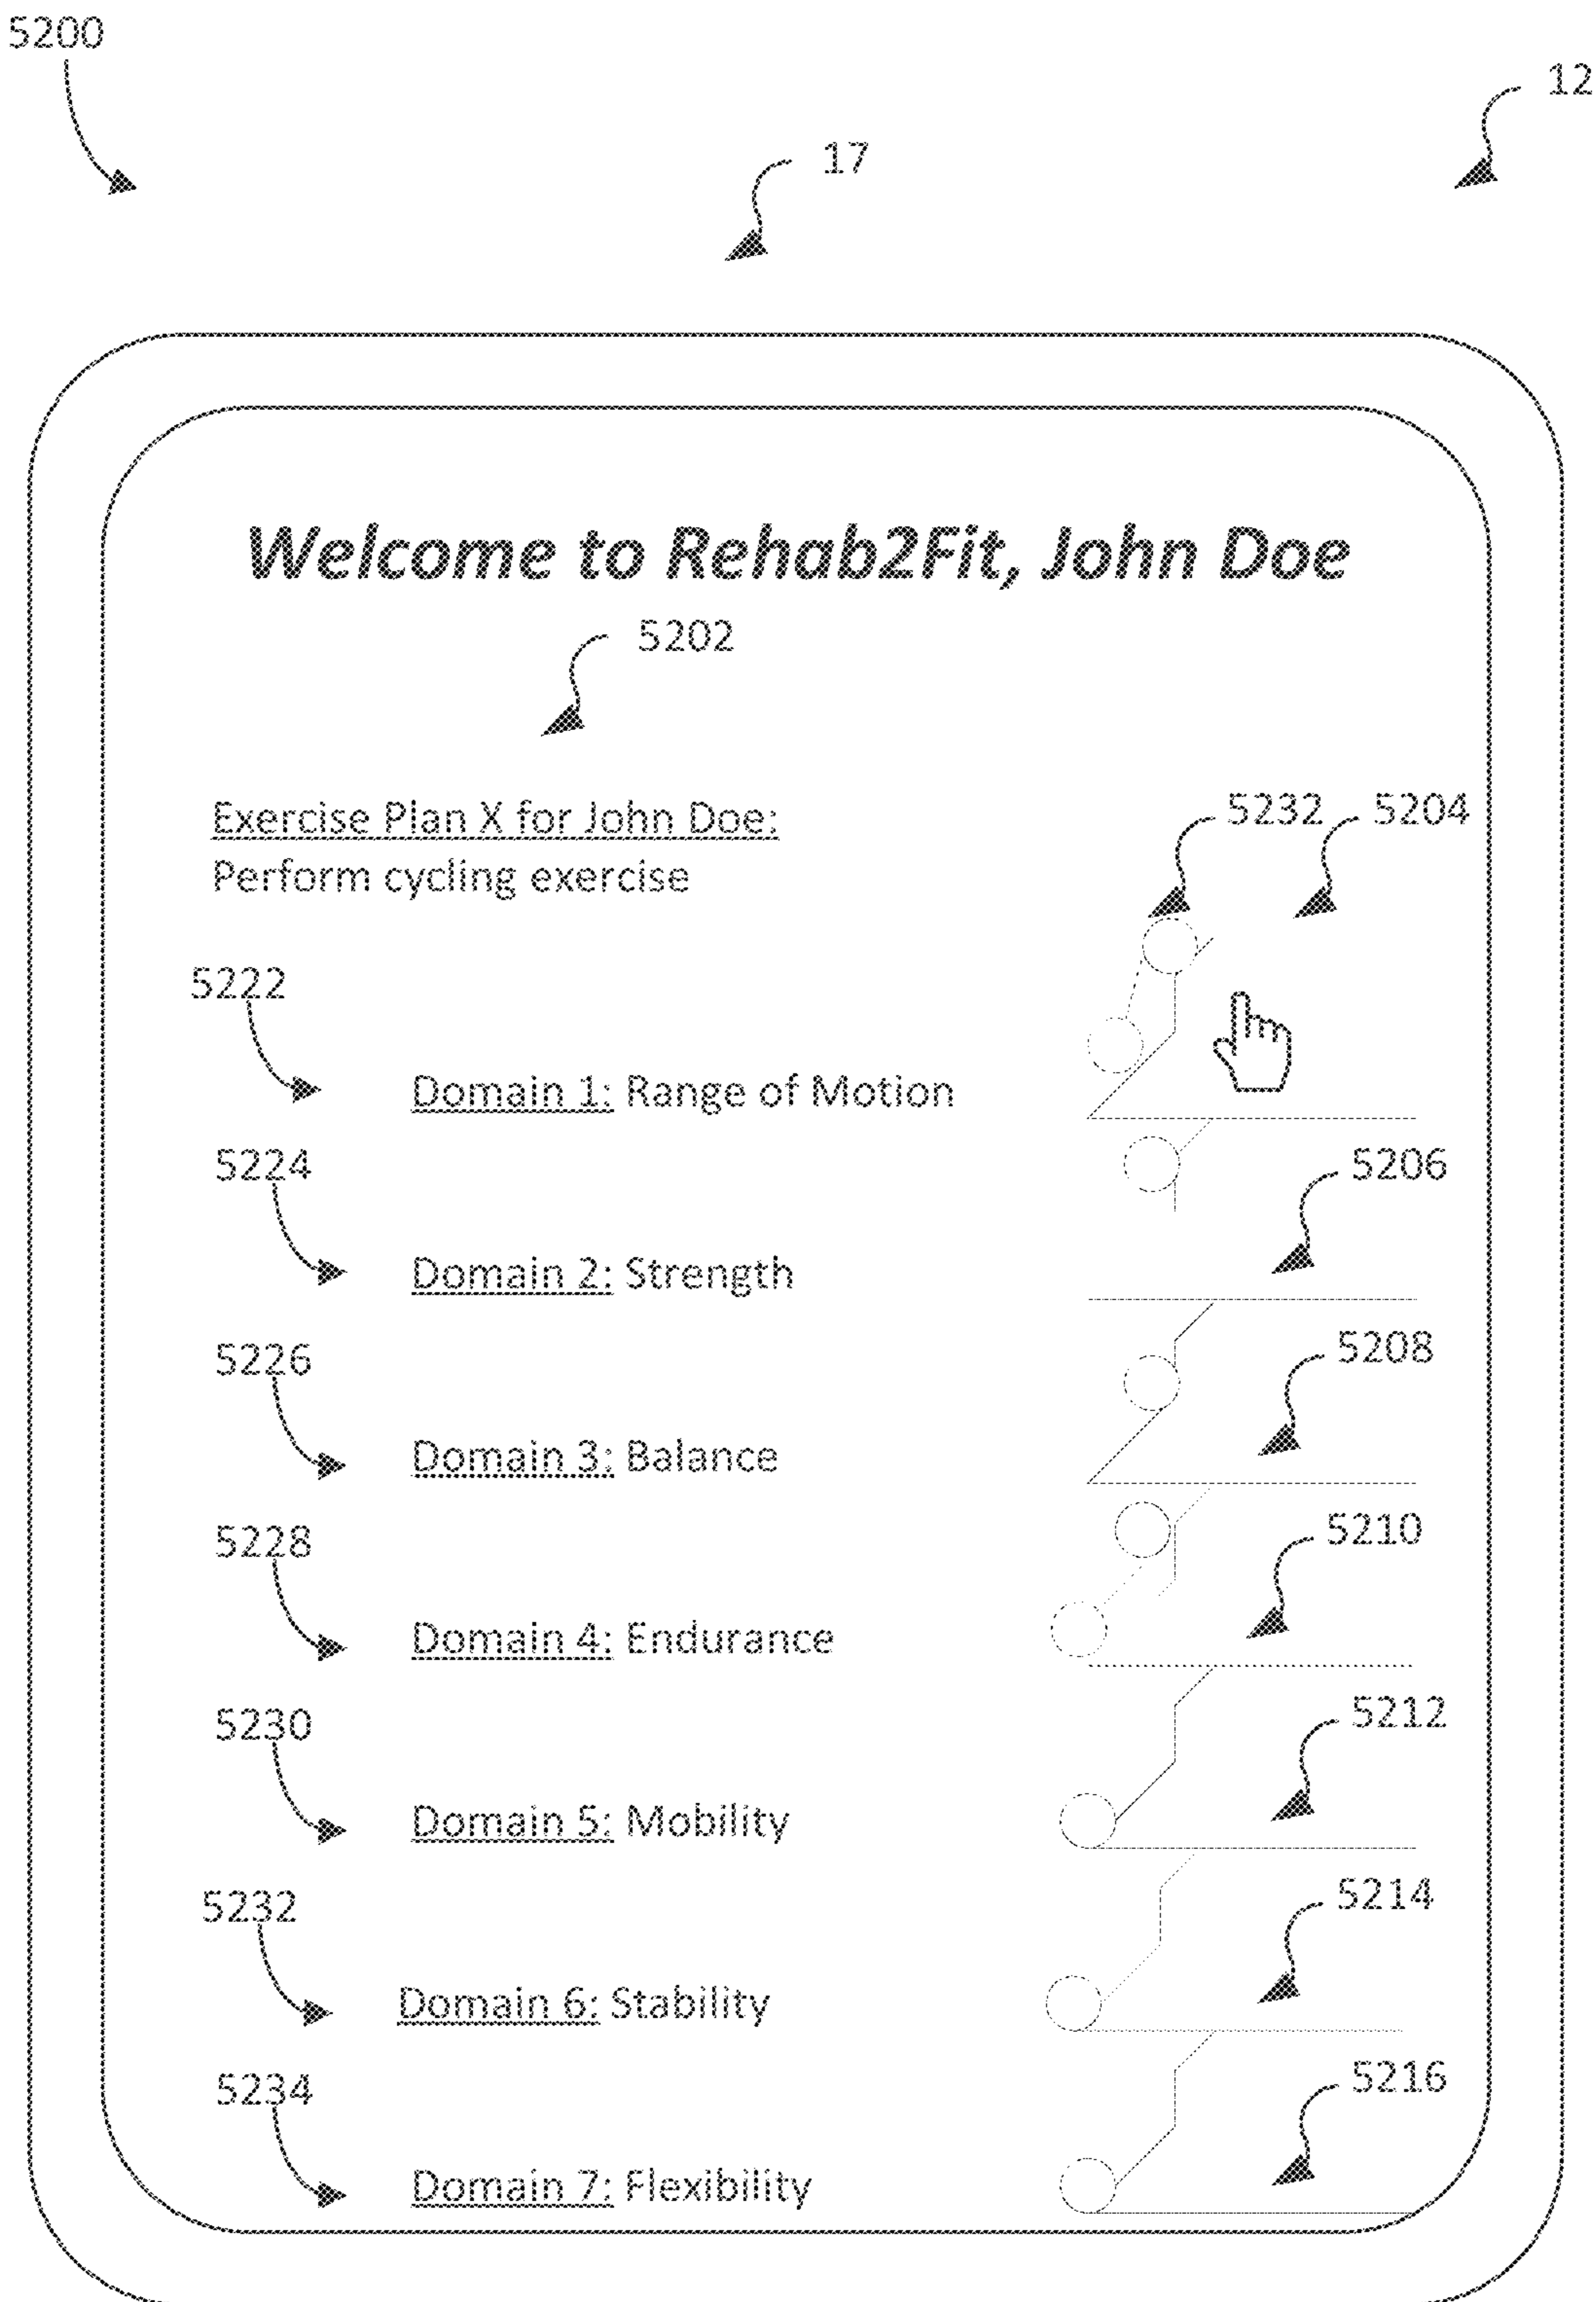 5200
12
17
Welcome to Rehab2Fit, John Doe
5202
Exercise Plan X for John Doe:
Perform cycling exercise
5232
5204
5222
Domain 1: Range of Motion
5224
5206
Domain 2: Strength
5226
5208
Domain 3: Balance
5228
5210
Domain 4: Endurance
5230
5212
Domain 5: Mobility
5232
5214
Domain 6: Stability
5234
5216
Domain 7: Flexibility